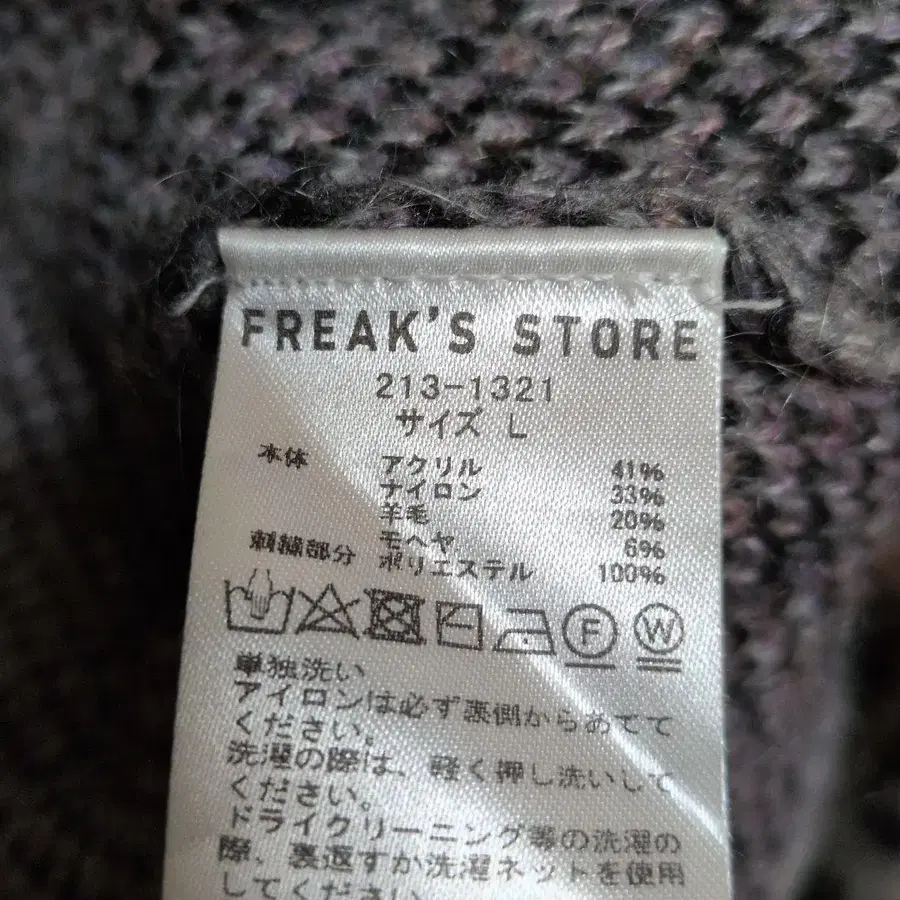 FREAK'S STORE
213-1321
サイズ L
本体 アクリル 41%
ナイロン 33%
羊毛 20%
モヘヤ 6%
刺繍部分 ポリエステル 100%
F W
単独洗い
アイロンは必ず裏側からあてて
ください。
洗濯の際は、軽く押し洗いして
ください。
ドライクリーニング等の洗濯の
際、裏返すか洗濯ネットを使用
してください。